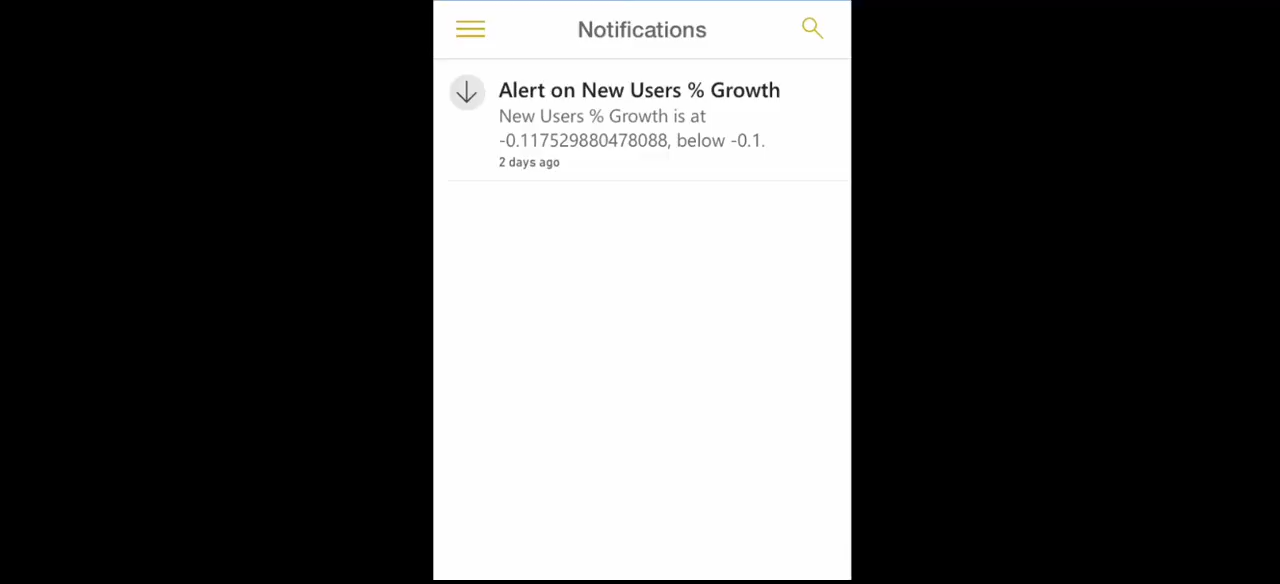 Notifications
Alert on New Users % Growth
New Users % Growth is at
-0.117529880478088, below -0.1.
2 days ago